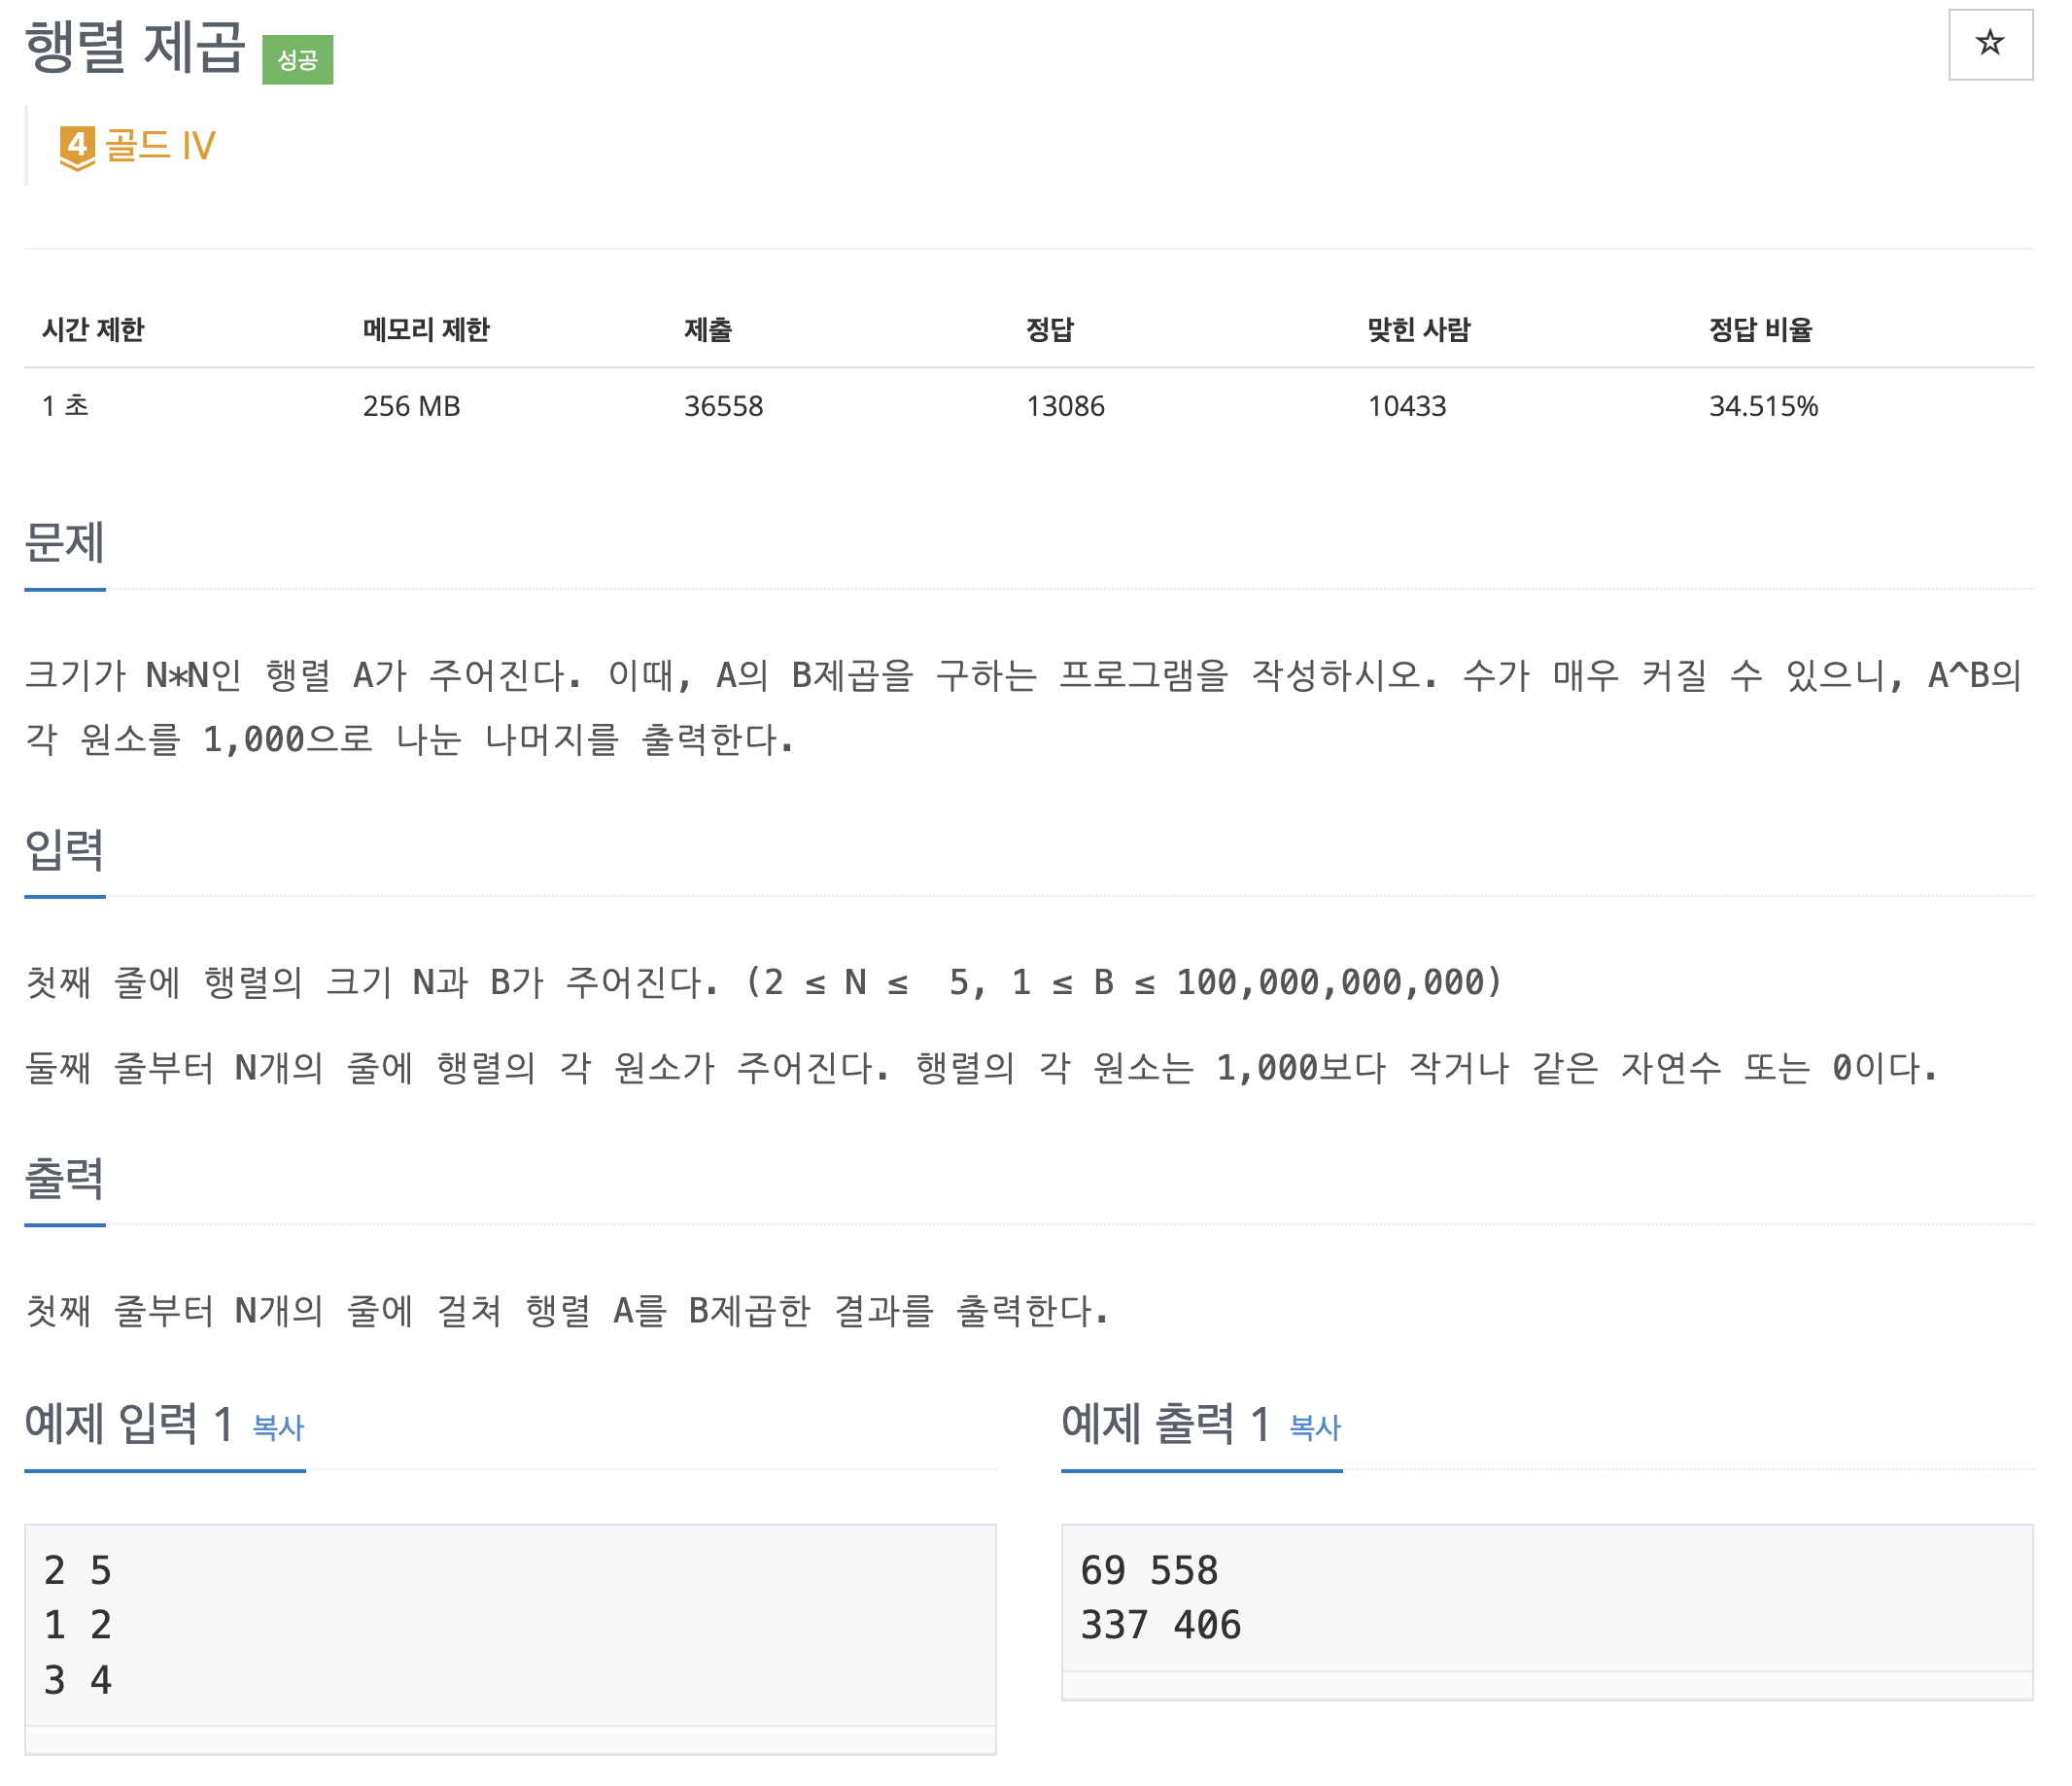 행렬 제곱 성공
4 골드 IV
시간 제한 메모리 제한 제출 정답 맞힌 사람 정답 비율
1 초 256 MB 36558 13086 10433 34.515%
문제
크기가 N*N인 행렬 A가 주어진다. 이때, A의 B제곱을 구하는 프로그램을 작성하시오. 수가 매우 커질 수 있으니, A^B의
각 원소를 1,000으로 나눈 나머지를 출력한다.
입력
첫째 줄에 행렬의 크기 N과 B가 주어진다. (2 ≤ N ≤  5, 1 ≤ B ≤ 100,000,000,000)
둘째 줄부터 N개의 줄에 행렬의 각 원소가 주어진다. 행렬의 각 원소는 1,000보다 작거나 같은 자연수 또는 0이다.
출력
첫째 줄부터 N개의 줄에 걸쳐 행렬 A를 B제곱한 결과를 출력한다.
예제 입력 1 복사
2 5
1 2
3 4
예제 출력 1 복사
69 558
337 406